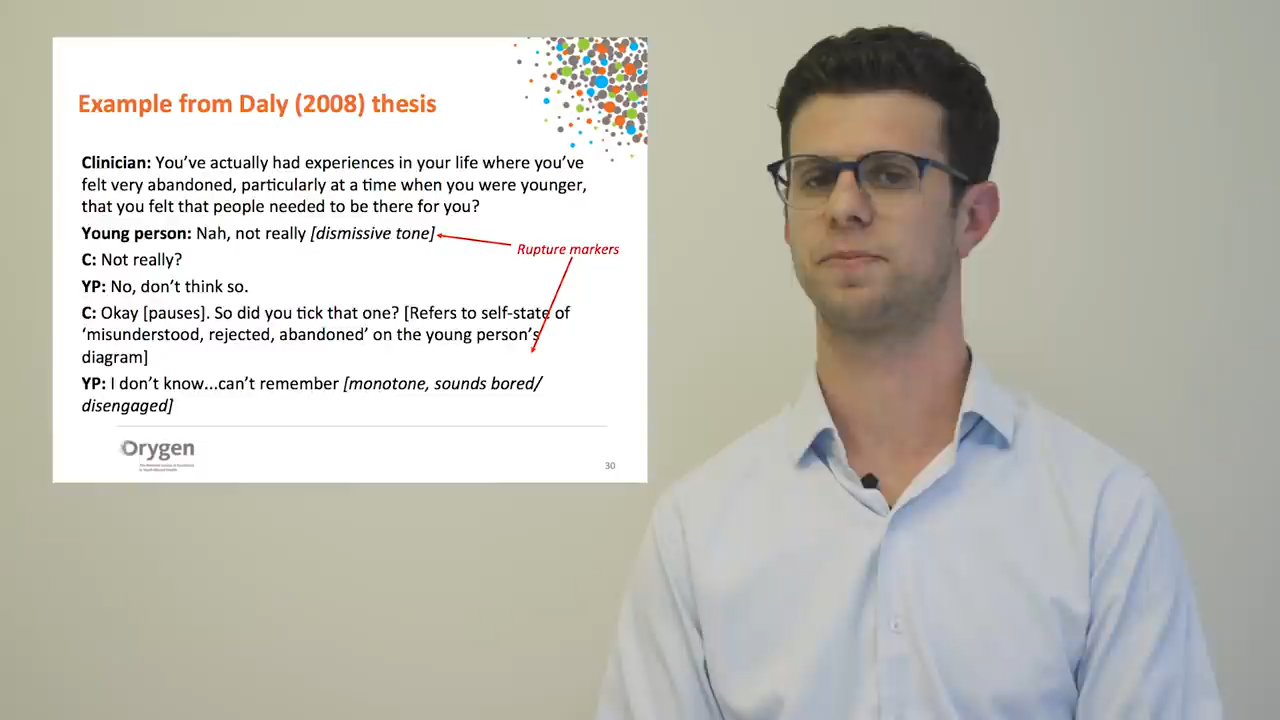 Example from Daly (2008) thesis
Clinician: You've actually had experiences in your life where you've
felt very abandoned, particularly at a time when you were younger,
that you felt that people needed to be there for you?
Young person: Nah, not really [dismissive tone]
Rupture markers
C: Not really?
YP: No, don't think so.
C: Okay [pauses]. So did you tick that one? [Refers to self-state of
‘misunderstood, rejected, abandoned’ on the young person's
diagram]
YP: I don't know...can't remember [monotone, sounds bored/
disengaged]
Orygen
30